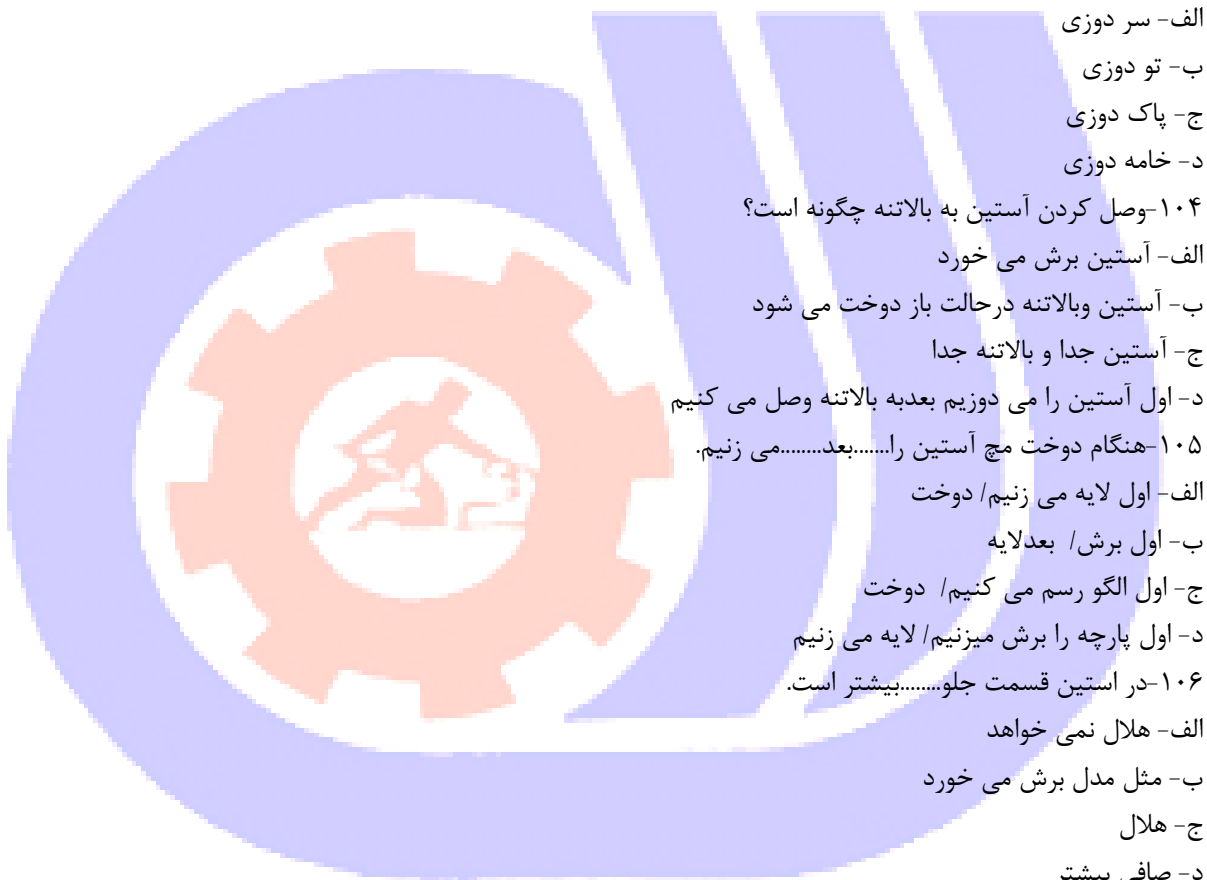 الف- سر دوزی
ب- تو دوزی
ج- پاک دوزی
د- خامه دوزی
۱۰۴-وصل کردن آستین به بالاتنه چگونه است؟
الف- آستین برش می خورد
ب- آستین وبالاتنه درحالت باز دوخت می شود
ج- آستین جدا و بالاتنه جدا
د- اول آستین را می دوزیم بعدبه بالاتنه وصل می کنیم
۱۰۵-هنگام دوخت مچ آستین را.......بعد........می زنیم.
الف- اول لایه می زنیم/ دوخت
ب- اول برش/ بعدلایه
ج- اول الگو رسم می کنیم/ دوخت
د- اول پارچه را برش میزنیم/ لایه می زنیم
۱۰۶-در استین قسمت جلو........بیشتر است.
الف- هلال نمی خواهد
ب- مثل مدل برش می خورد
ج- هلال
د- صافی بیشتر